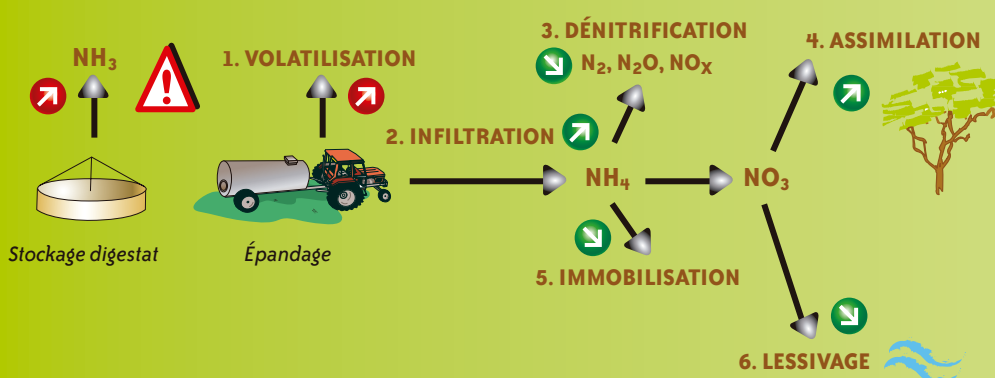 NH₃
!
1. VOLATILISATION
3. DÉNITRIFICATION
N₂, N₂O, NOX
4. ASSIMILATION
2. INFILTRATION
NH₄
NO₃
Stockage digestat
Épandage
5. IMMOBILISATION
6. LESSIVAGE